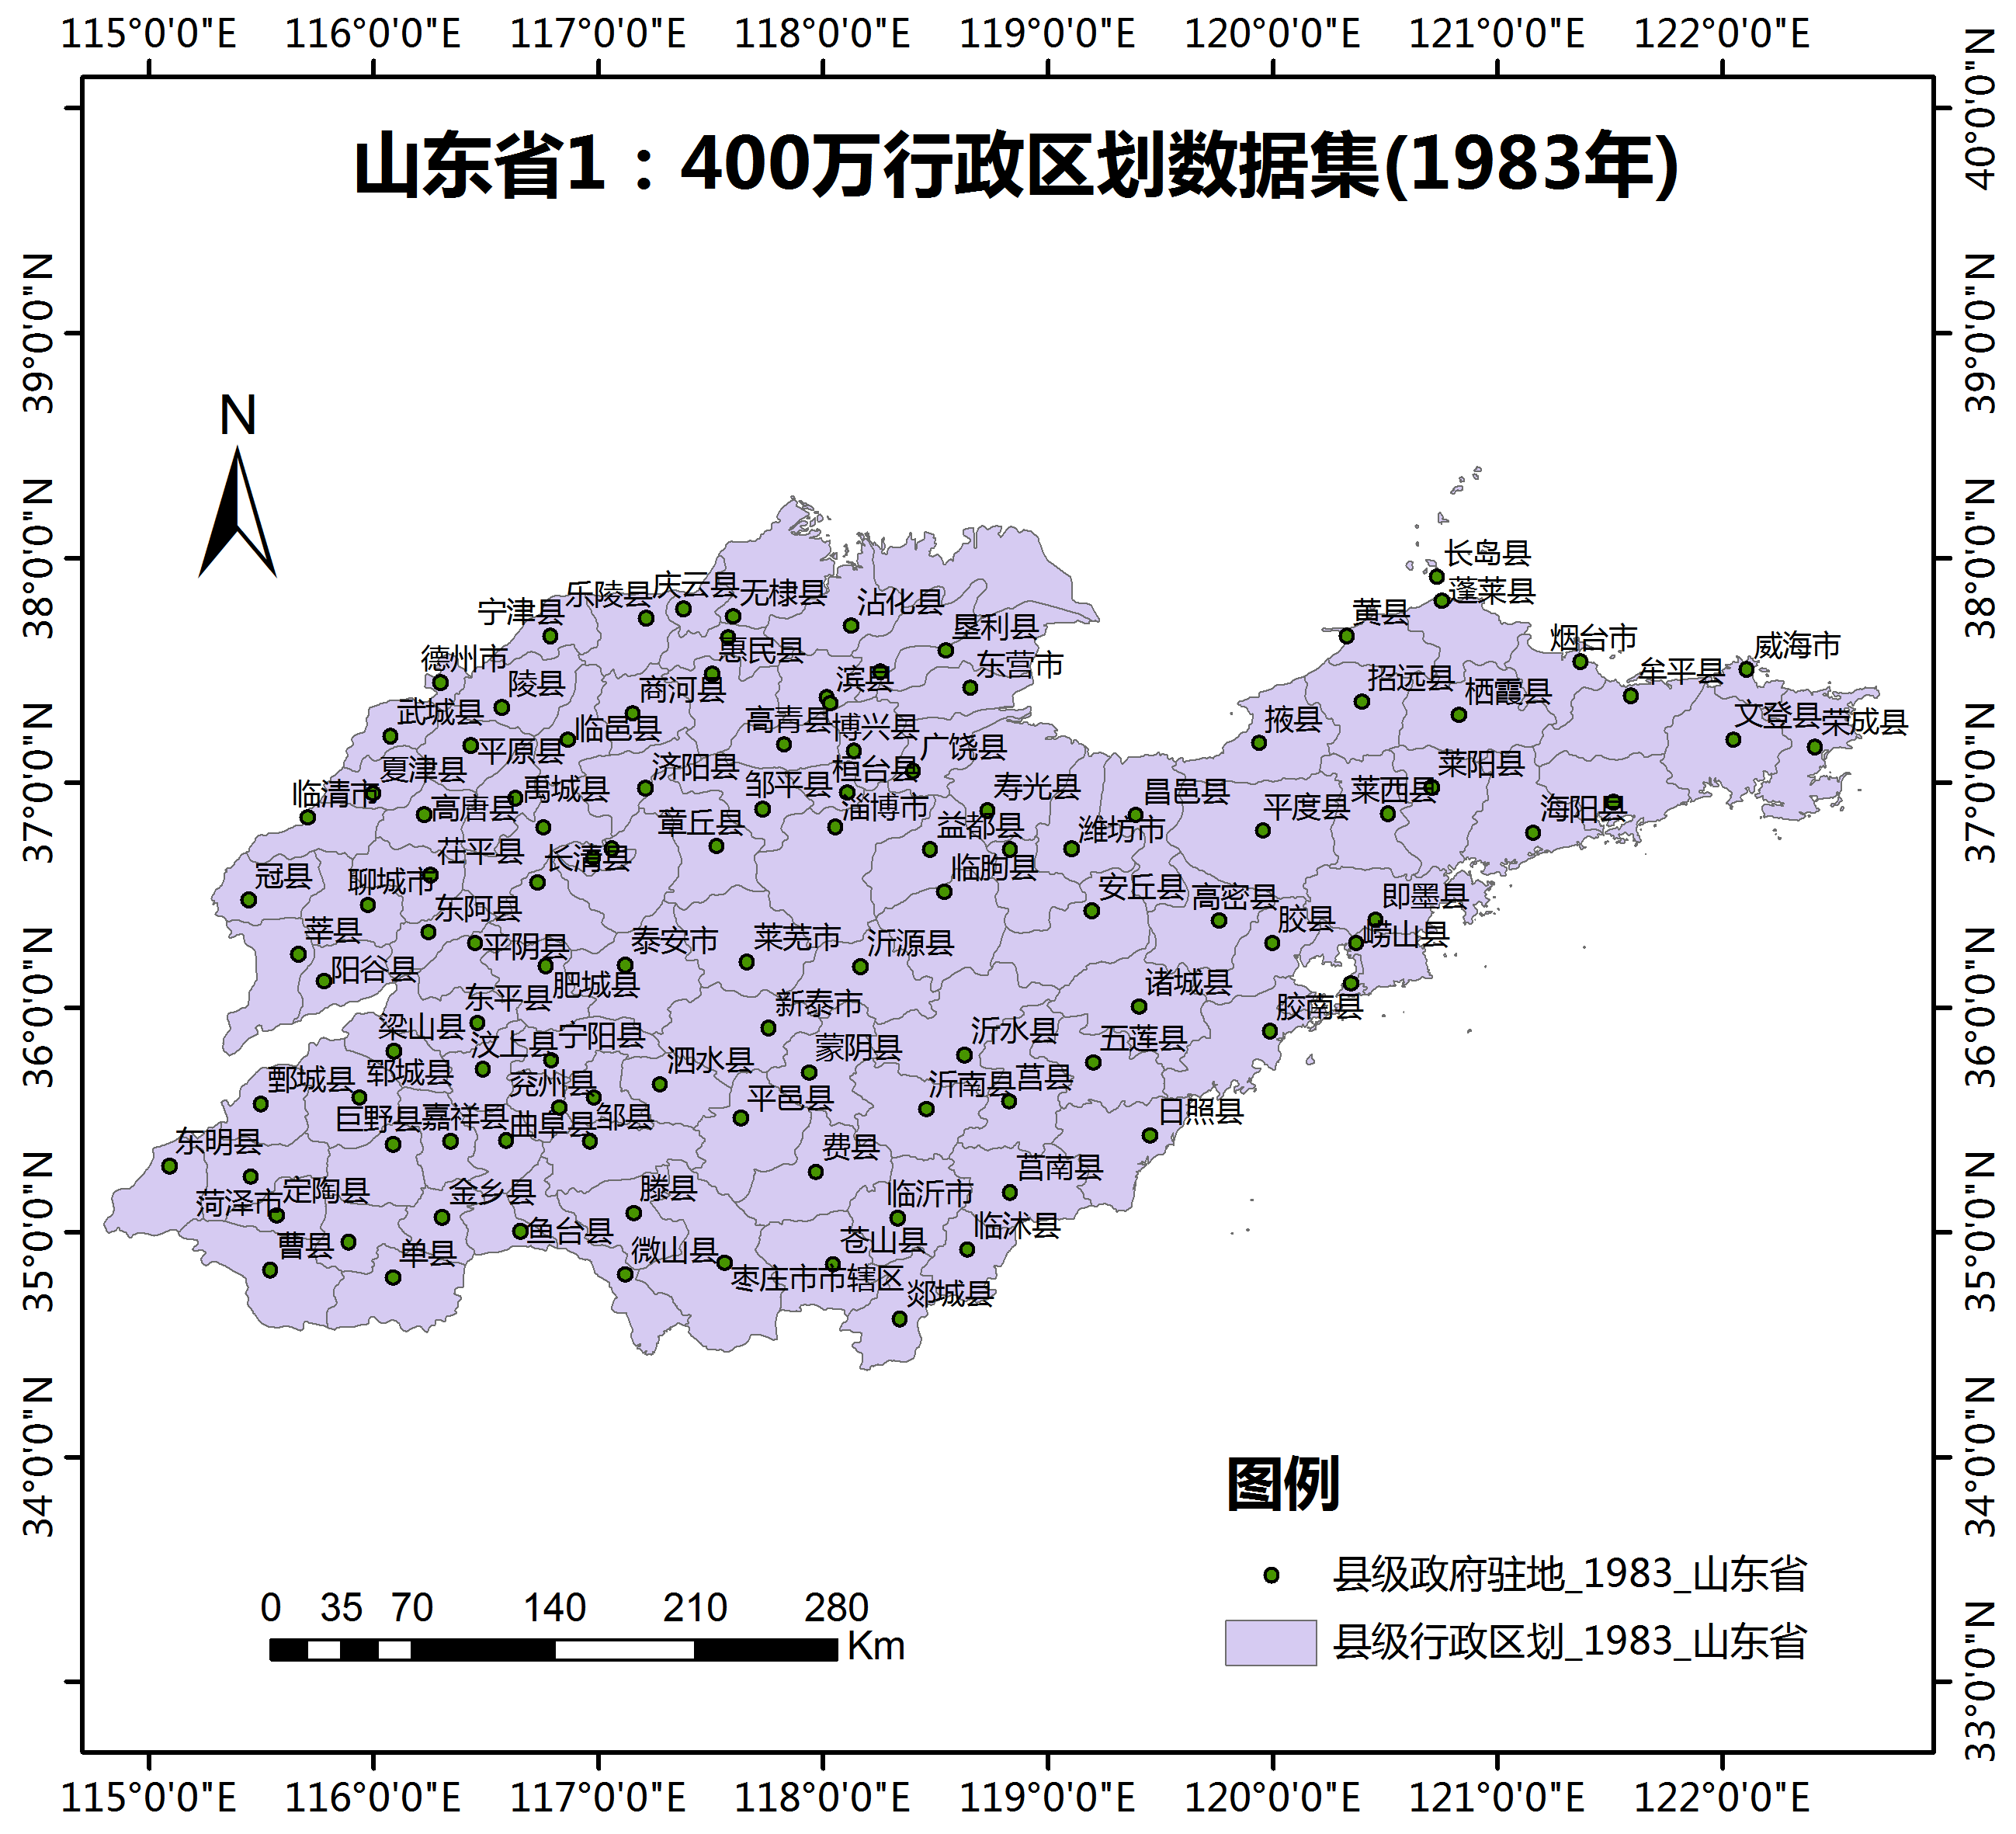 115°0'0"E 116°0'0"E 117°0'0"E 118°0'0"E 119°0'0"E 120°0'0"E 121°0'0"E 122°0'0"E
40°0'0"N
山东省1：400万行政区划数据集(1983年)
39°0'0"N 39°0'0"N
N
38°0'0"N 38°0'0"N
长岛县
蓬莱县
庆云县
乐陵县
无棣县
沾化县
宁津县
黄县
垦利县
烟台市
威海市
惠民县
德州市
东营市
牟平县
招远县
陵县
滨县
商河县
栖霞县
武城县
高青县
博兴县
临邑县
掖县
文登县
荣成县
平原县
广饶县
夏津县
济阳县
桓台县
莱阳县
37°0'0"N 37°0'0"N
临清市
禹城县
邹平县
寿光县
昌邑县
莱西县
高唐县
淄博市
平度县
海阳县
章丘县
益都县
潍坊市
茌平县
长清县
临朐县
冠县
聊城市
安丘县
高密县
即墨县
东阿县
胶县
莘县
平阴县
泰安市
莱芜市
沂源县
崂山县
阳谷县
肥城县
诸城县
36°0'0"N 36°0'0"N
东平县
新泰市
胶南县
梁山县
汶上县
宁阳县
沂水县
五莲县
鄄城县
郓城县
泗水县
蒙阴县
兖州县
沂南县
莒县
平邑县
巨野县
嘉祥县
曲阜县
邹县
日照县
东明县
费县
莒南县
菏泽市
定陶县
金乡县
滕县
临沂市
35°0'0"N 35°0'0"N
曹县
单县
鱼台县
微山县
苍山县
临沭县
枣庄市市辖区
郯城县
34°0'0"N 34°0'0"N
图例
县级政府驻地_1983_山东省
县级行政区划_1983_山东省
0 35 70 140 210 280
Km
33°0'0"N
115°0'0"E 116°0'0"E 117°0'0"E 118°0'0"E 119°0'0"E 120°0'0"E 121°0'0"E 122°0'0"E